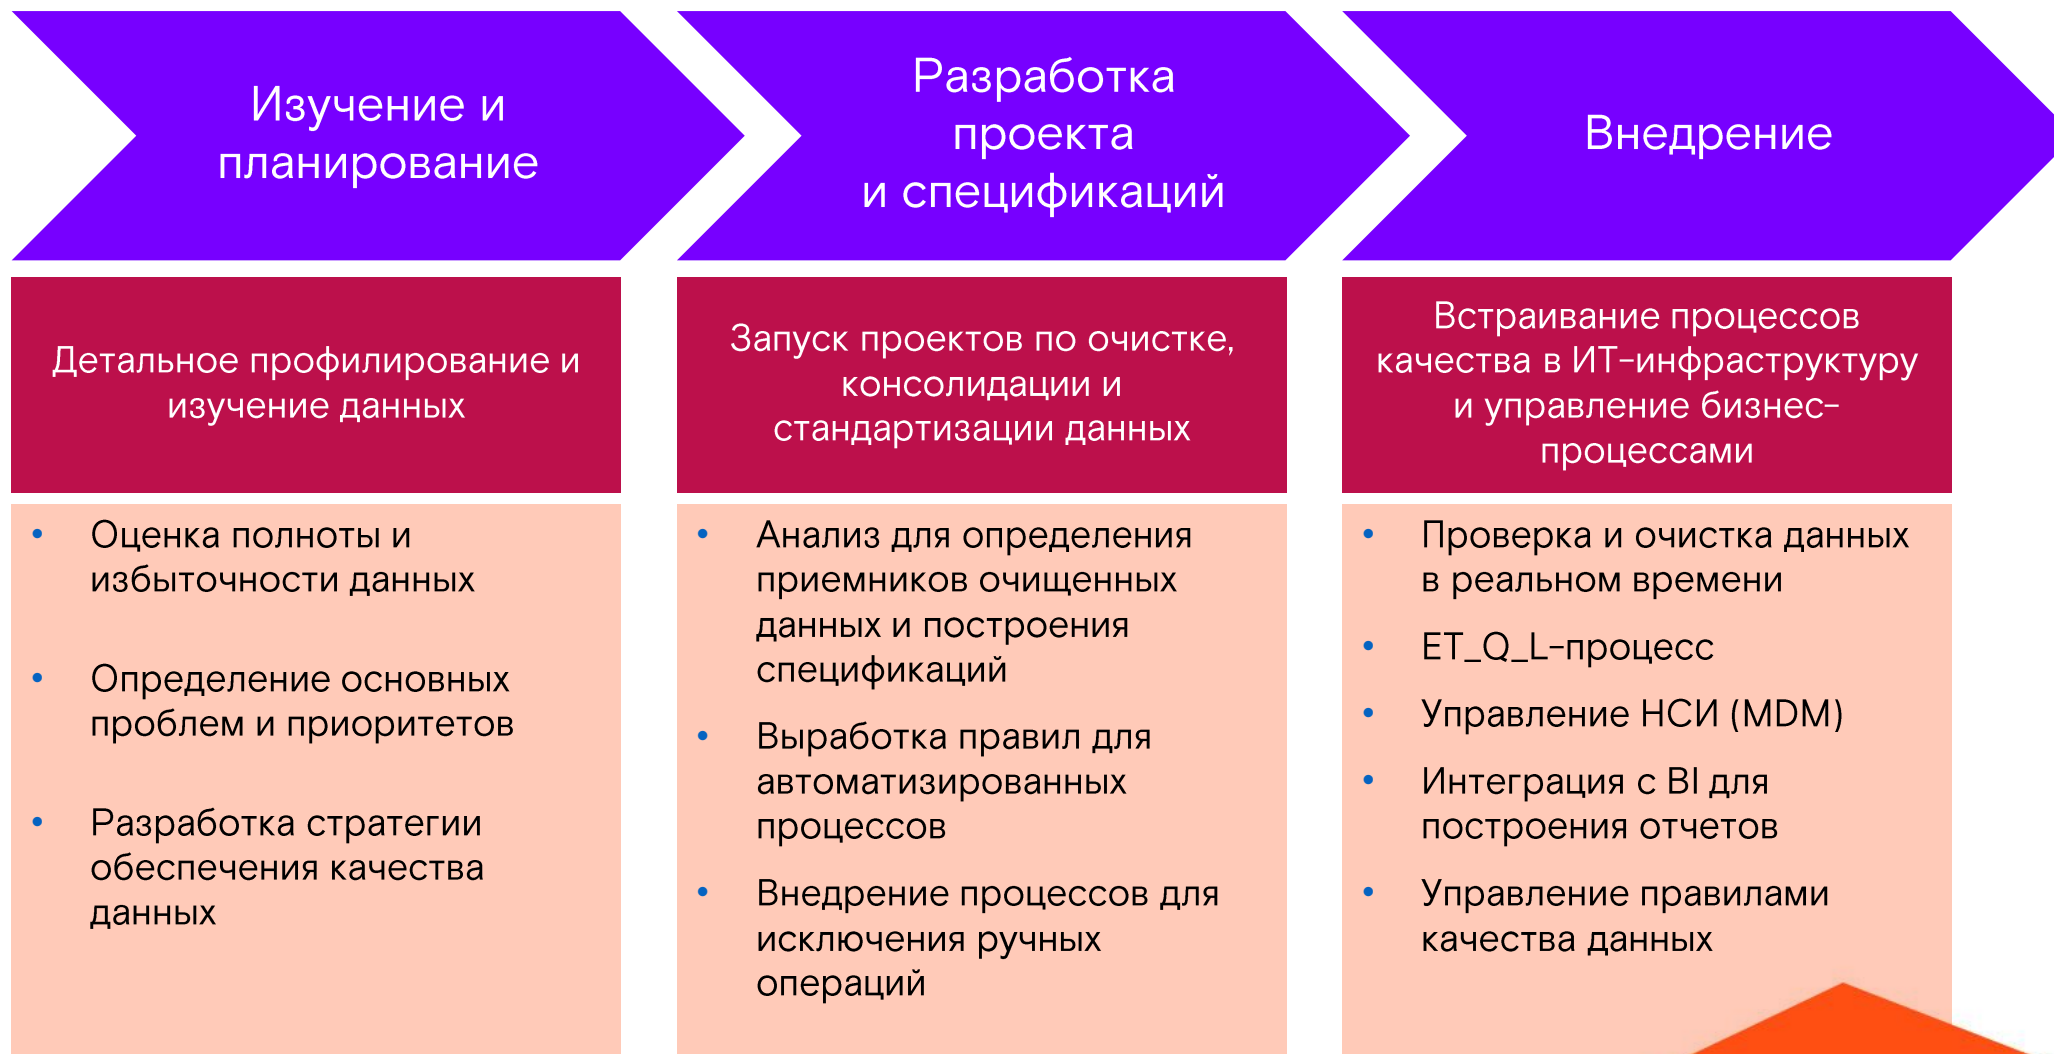 Изучение и
планирование
Разработка
проекта
и спецификаций
Внедрение
Детальное профилирование и
изучение данных
Запуск проектов по очистке,
консолидации и
стандартизации данных
Встраивание процессов
качества в ИТ-инфраструктуру
и управление бизнес-
процессами
• Оценка полноты и
избыточности данных
• Определение основных
проблем и приоритетов
• Разработка стратегии
обеспечения качества
данных
• Анализ для определения
приемников очищенных
данных и построения
спецификаций
• Выработка правил для
автоматизированных
процессов
• Внедрение процессов для
исключения ручных
операций
• Проверка и очистка данных
в реальном времени
• ET_Q_L-процесс
• Управление НСИ (MDM)
• Интеграция с BI для
построения отчетов
• Управление правилами
качества данных